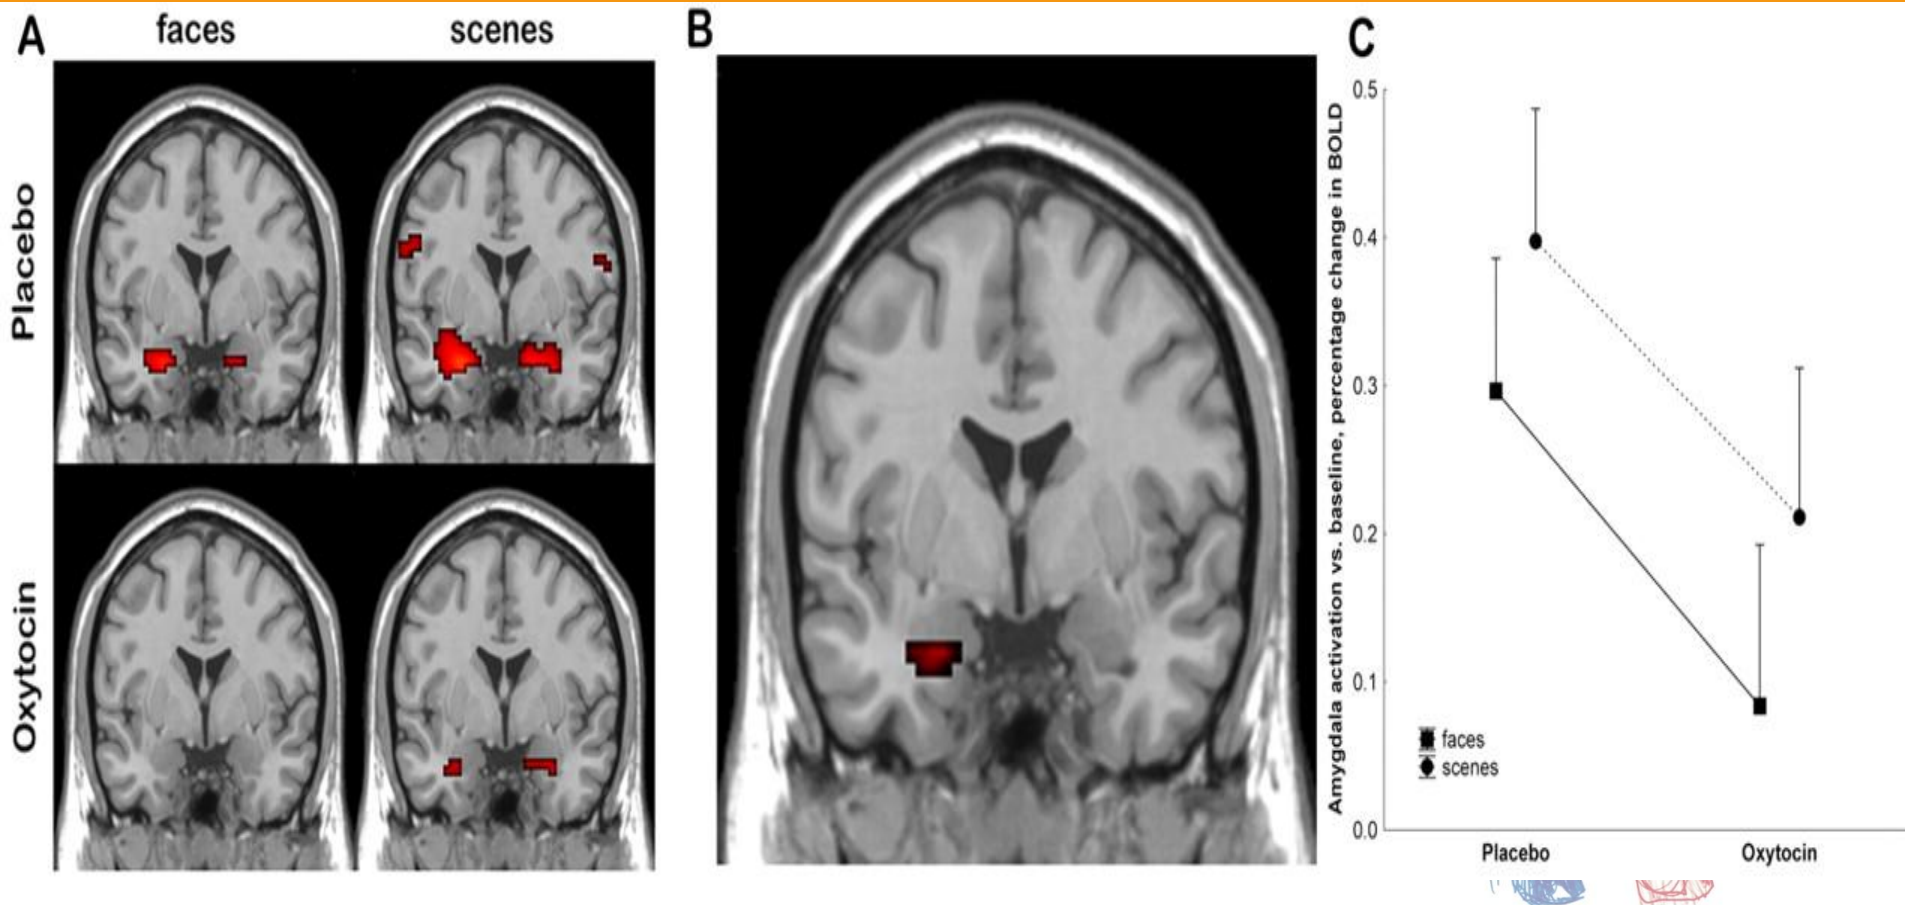 A
faces
scenes
Placebo
Oxytocin
B
C
Amygdala activation vs. baseline, percentage change in BOLD
0.5
0.4
0.3
0.2
0.1
0.0
faces
scenes
Placebo
Oxytocin